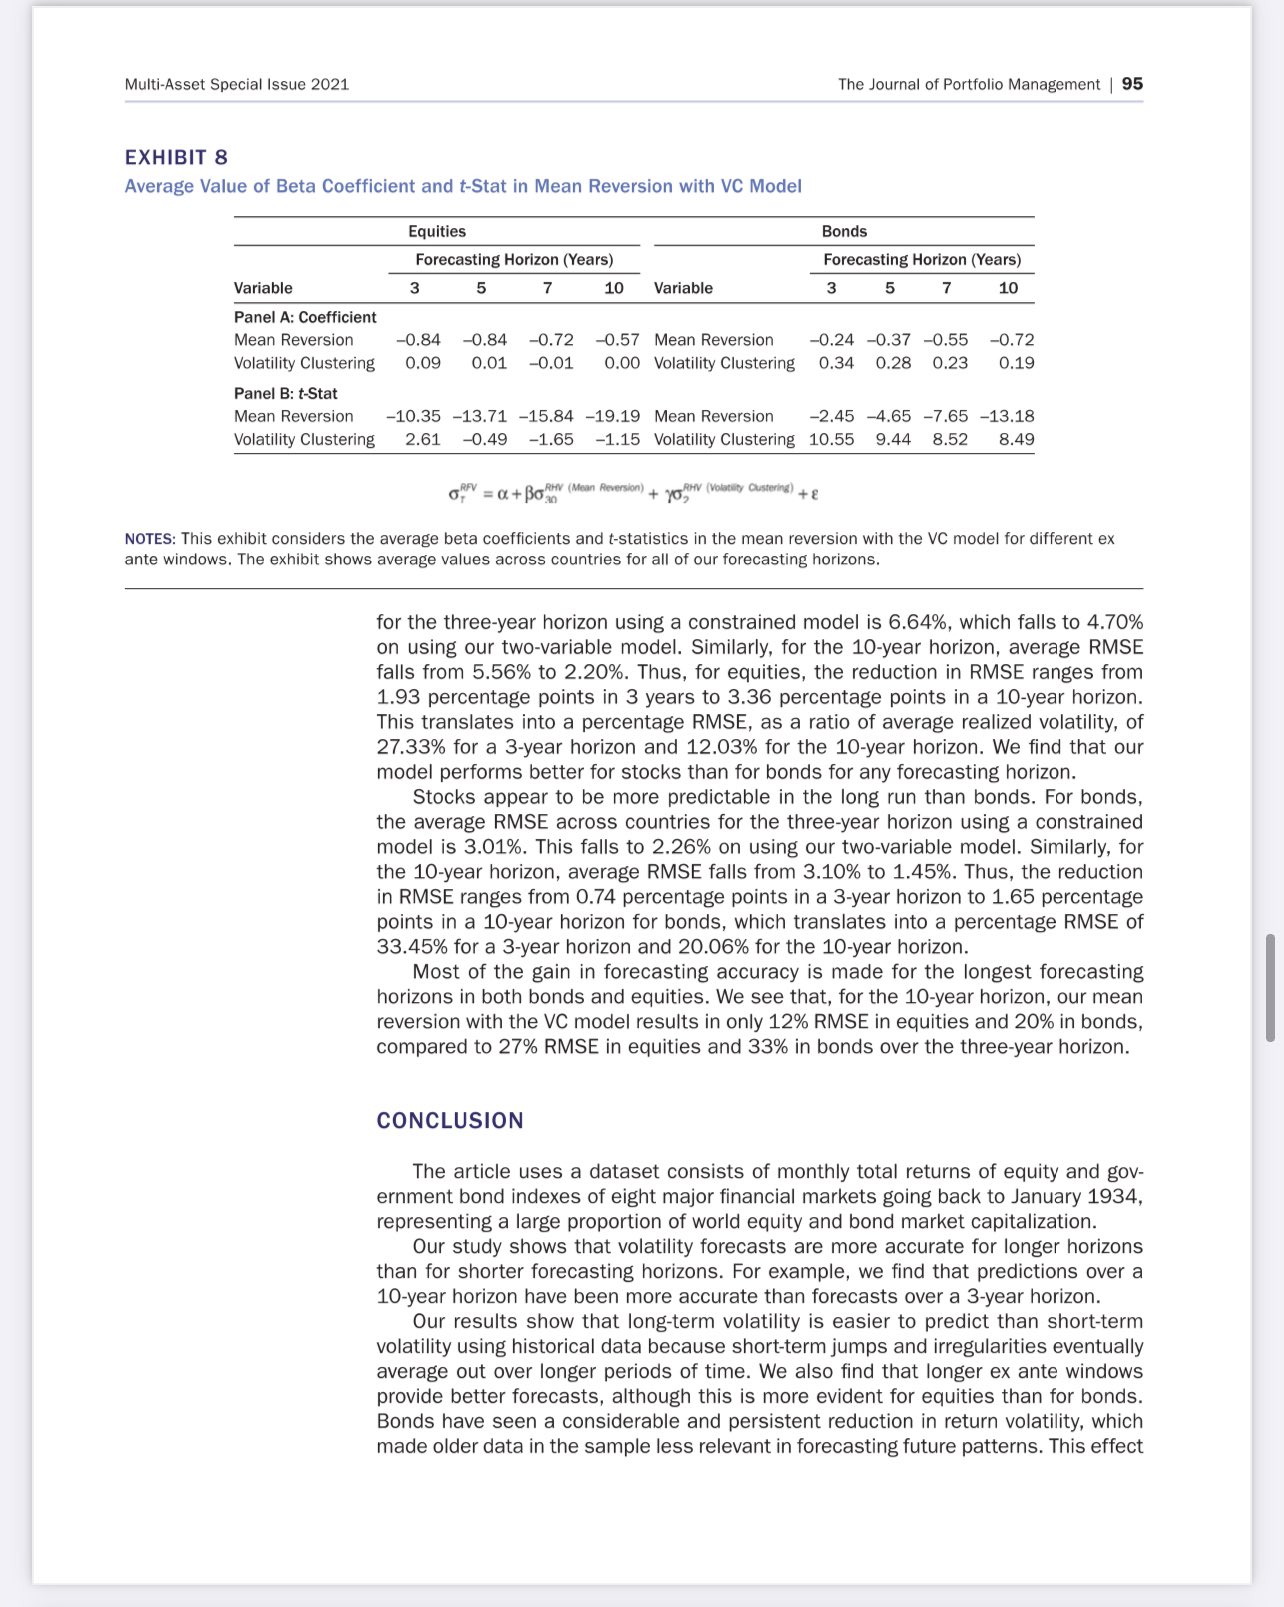 Multi-Asset Special Issue 2021 The Journal of Portfolio Management | 95
EXHIBIT 8
Average Value of Beta Coefficient and t-Stat in Mean Reversion with VC Model
Equities Bonds
Forecasting Horizon (Years) Forecasting Horizon (Years)
Variable 3 5 7 10 Variable 3 5 7 10
Panel A: Coefficient
Mean Reversion –0.84 –0.84 –0.72 –0.57 Mean Reversion –0.24 –0.37 –0.55 –0.72
Volatility Clustering 0.09 0.01 –0.01 0.00 Volatility Clustering 0.34 0.28 0.23 0.19
Panel B: t-Stat
Mean Reversion –10.35 –13.71 –15.84 –19.19 Mean Reversion –2.45 –4.65 –7.65 –13.18
Volatility Clustering 2.61 –0.49 –1.65 –1.15 Volatility Clustering 10.55 9.44 8.52 8.49
σ_T^RFV = α + βσ_30^RHV (Mean Reversion) + γσ_2^RHV (Volatility Clustering) + ε
NOTES: This exhibit considers the average beta coefficients and t-statistics in the mean reversion with the VC model for different ex
ante windows. The exhibit shows average values across countries for all of our forecasting horizons.
for the three-year horizon using a constrained model is 6.64%, which falls to 4.70%
on using our two-variable model. Similarly, for the 10-year horizon, average RMSE
falls from 5.56% to 2.20%. Thus, for equities, the reduction in RMSE ranges from
1.93 percentage points in 3 years to 3.36 percentage points in a 10-year horizon.
This translates into a percentage RMSE, as a ratio of average realized volatility, of
27.33% for a 3-year horizon and 12.03% for the 10-year horizon. We find that our
model performs better for stocks than for bonds for any forecasting horizon.
Stocks appear to be more predictable in the long run than bonds. For bonds,
the average RMSE across countries for the three-year horizon using a constrained
model is 3.01%. This falls to 2.26% on using our two-variable model. Similarly, for
the 10-year horizon, average RMSE falls from 3.10% to 1.45%. Thus, the reduction
in RMSE ranges from 0.74 percentage points in a 3-year horizon to 1.65 percentage
points in a 10-year horizon for bonds, which translates into a percentage RMSE of
33.45% for a 3-year horizon and 20.06% for the 10-year horizon.
Most of the gain in forecasting accuracy is made for the longest forecasting
horizons in both bonds and equities. We see that, for the 10-year horizon, our mean
reversion with the VC model results in only 12% RMSE in equities and 20% in bonds,
compared to 27% RMSE in equities and 33% in bonds over the three-year horizon.
CONCLUSION
The article uses a dataset consists of monthly total returns of equity and gov-
ernment bond indexes of eight major financial markets going back to January 1934,
representing a large proportion of world equity and bond market capitalization.
Our study shows that volatility forecasts are more accurate for longer horizons
than for shorter forecasting horizons. For example, we find that predictions over a
10-year horizon have been more accurate than forecasts over a 3-year horizon.
Our results show that long-term volatility is easier to predict than short-term
volatility using historical data because short-term jumps and irregularities eventually
average out over longer periods of time. We also find that longer ex ante windows
provide better forecasts, although this is more evident for equities than for bonds.
Bonds have seen a considerable and persistent reduction in return volatility, which
made older data in the sample less relevant in forecasting future patterns. This effect